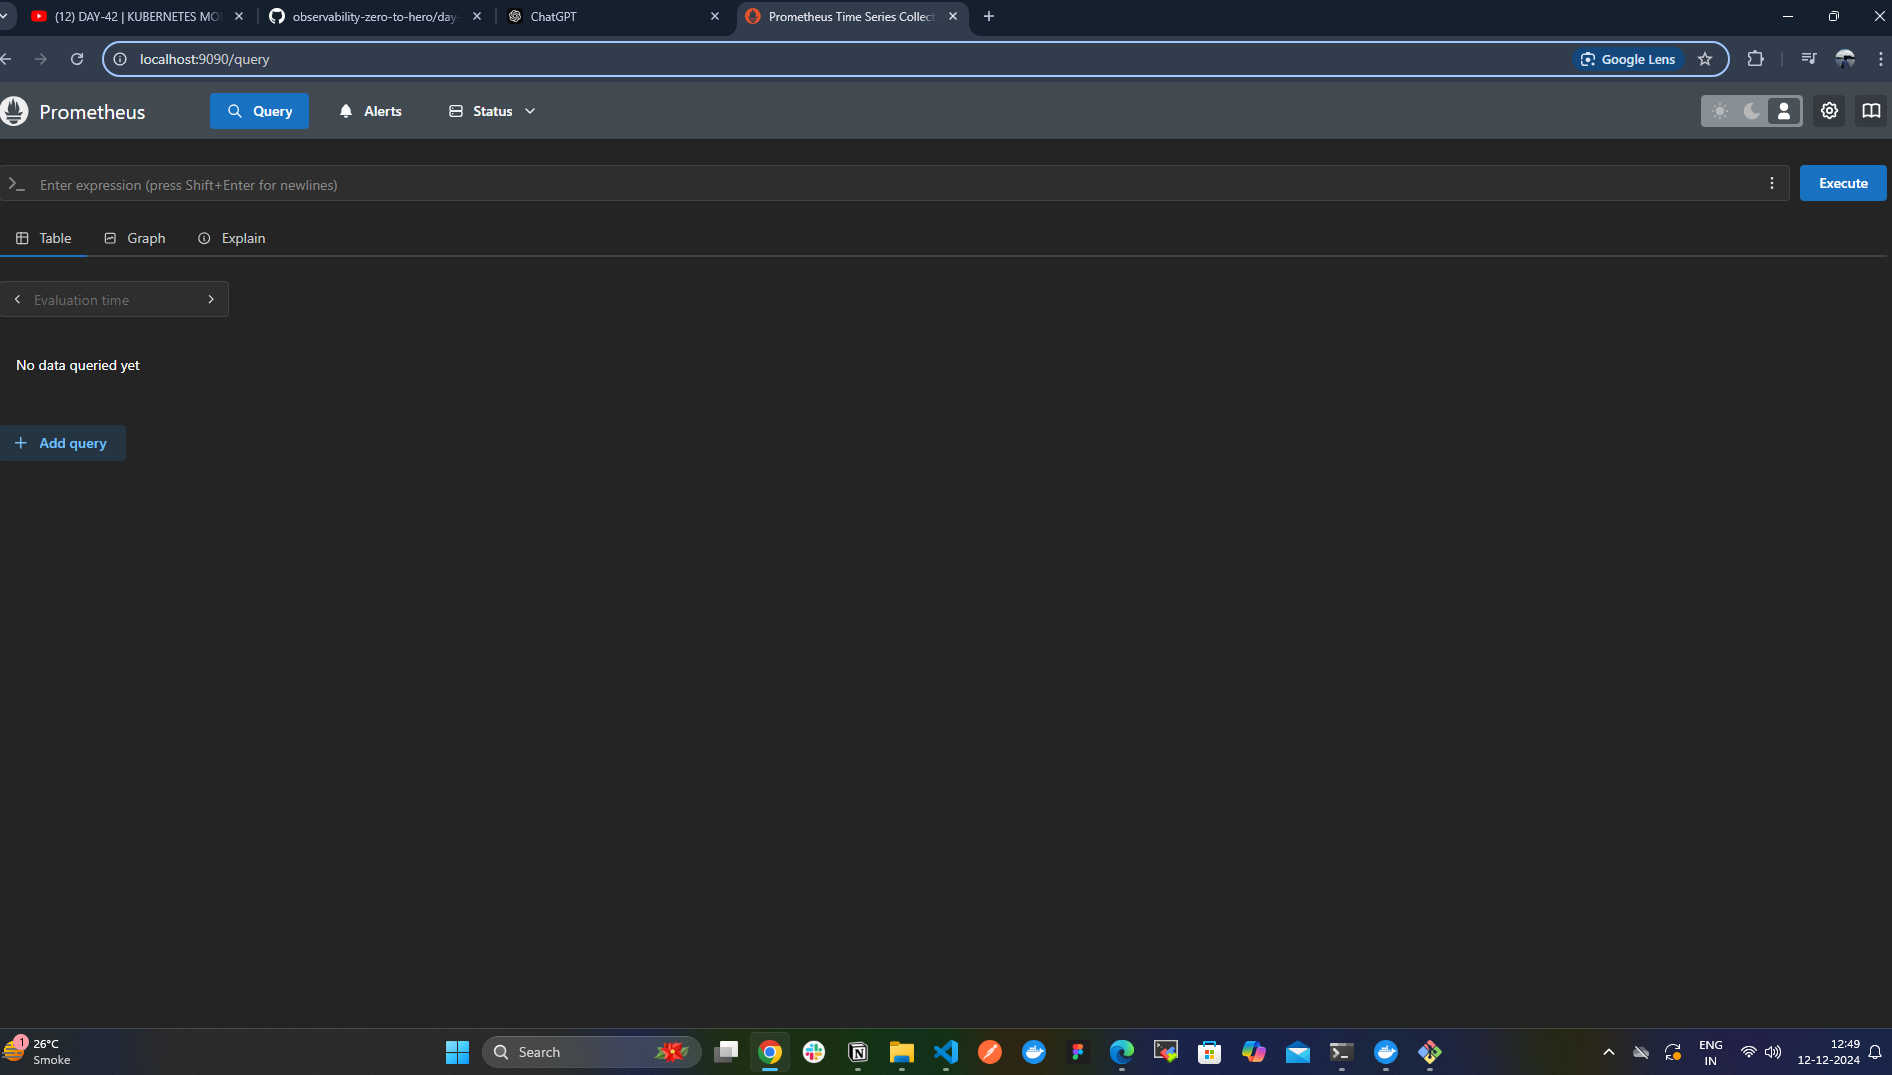 (12) DAY-42 | KUBERNETES MO
observability-zero-to-hero/day-
ChatGPT
Prometheus Time Series Collect
localhost:9090/query
Google Lens
Prometheus
Query
Alerts
Status
Enter expression (press Shift+Enter for newlines)
Execute
Table
Graph
Explain
Evaluation time
No data queried yet
Add query
1
26°C
Smoke
Search
ENG
IN
12:49
12-12-2024